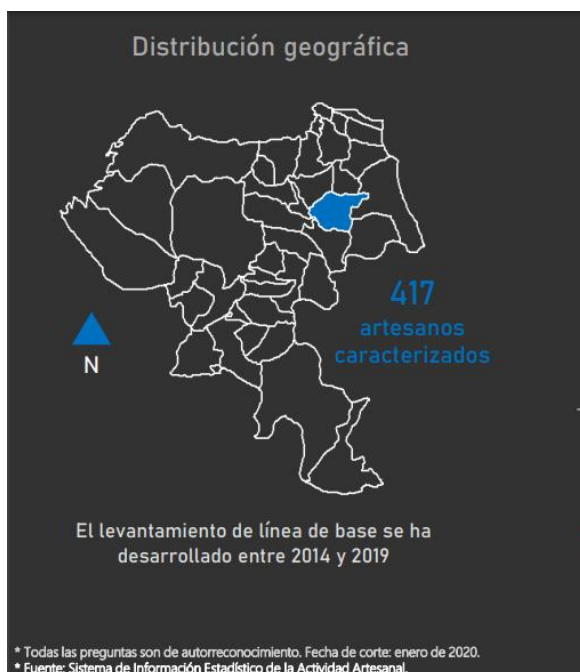 Distribución geográfica
417
artesanos
caracterizados
N
El levantamiento de línea de base se ha
desarrollado entre 2014 y 2019
* Todas las preguntas son de autorreconocimiento. Fecha de corte: enero de 2020.
* Fuente: Sistema de Información Estadístico de la Actividad Artesanal.